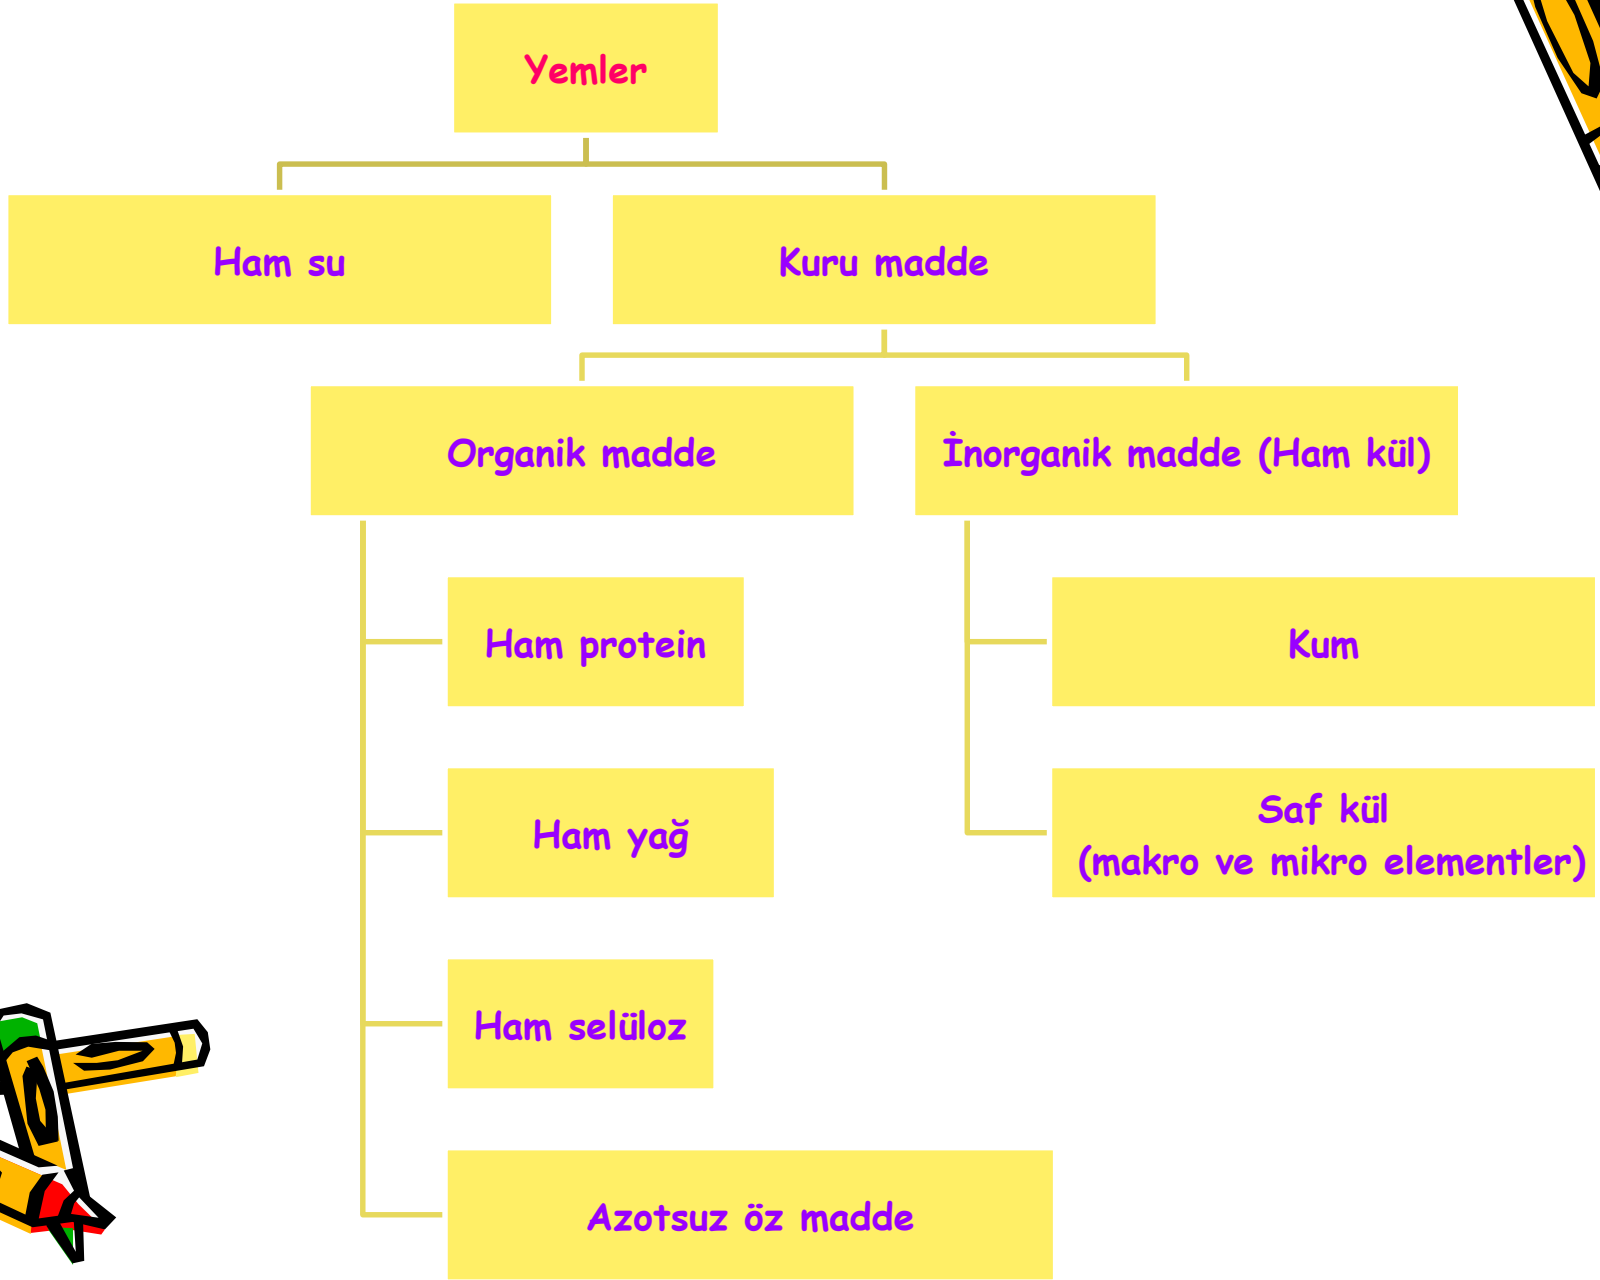 Yemler
Ham su
Kuru madde
Organik madde
İnorganik madde (Ham kül)
Ham protein
Kum
Ham yağ
Saf kül
(makro ve mikro elementler)
Ham selüloz
Azotsuz öz madde